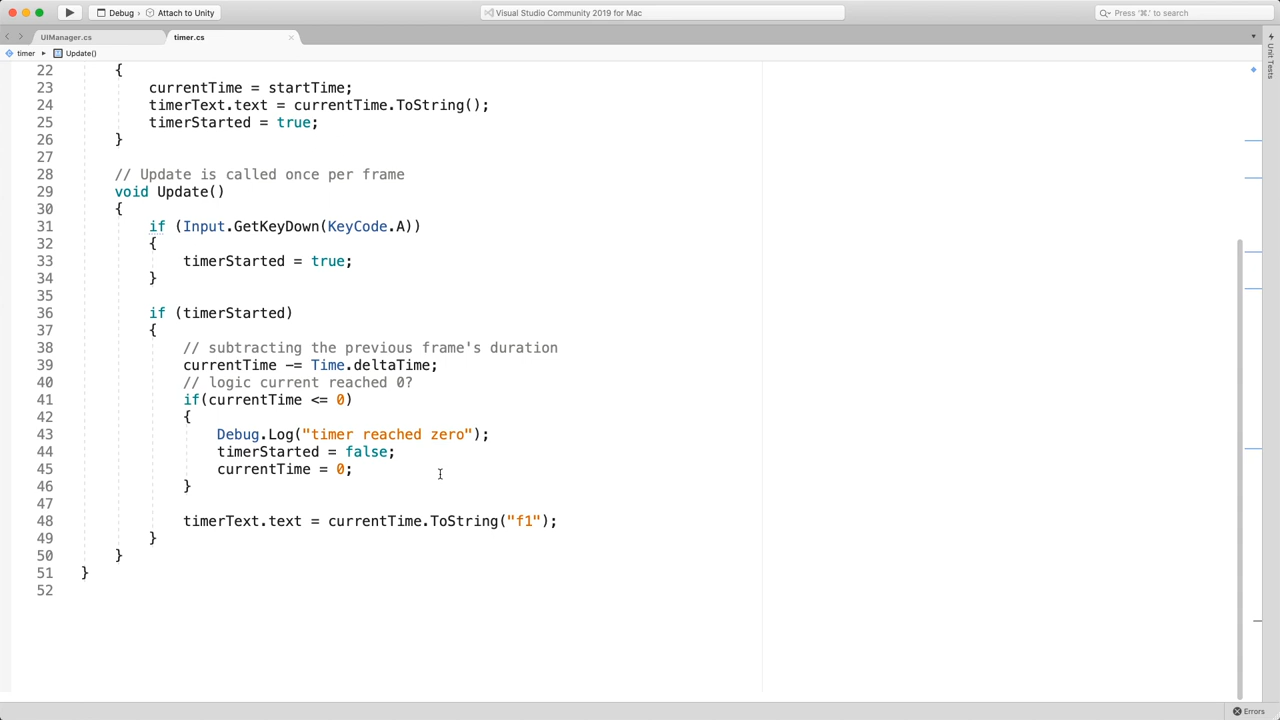 Debug › Attach to Unity
Visual Studio Community 2019 for Mac
Press '⌘.' to search
UIManager.cs
timer.cs
timer ▸ Update()
Unit Tests
22 {
23 currentTime = startTime;
24 timerText.text = currentTime.ToString();
25 timerStarted = true;
26 }
27
28 // Update is called once per frame
29 void Update()
30 {
31 if (Input.GetKeyDown(KeyCode.A))
32 {
33 timerStarted = true;
34 }
35
36 if (timerStarted)
37 {
38 // subtracting the previous frame's duration
39 currentTime -= Time.deltaTime;
40 // logic current reached 0?
41 if(currentTime <= 0)
42 {
43 Debug.Log("timer reached zero");
44 timerStarted = false;
45 currentTime = 0;
46 }
47
48 timerText.text = currentTime.ToString("f1");
49 }
50 }
51 }
52
Errors